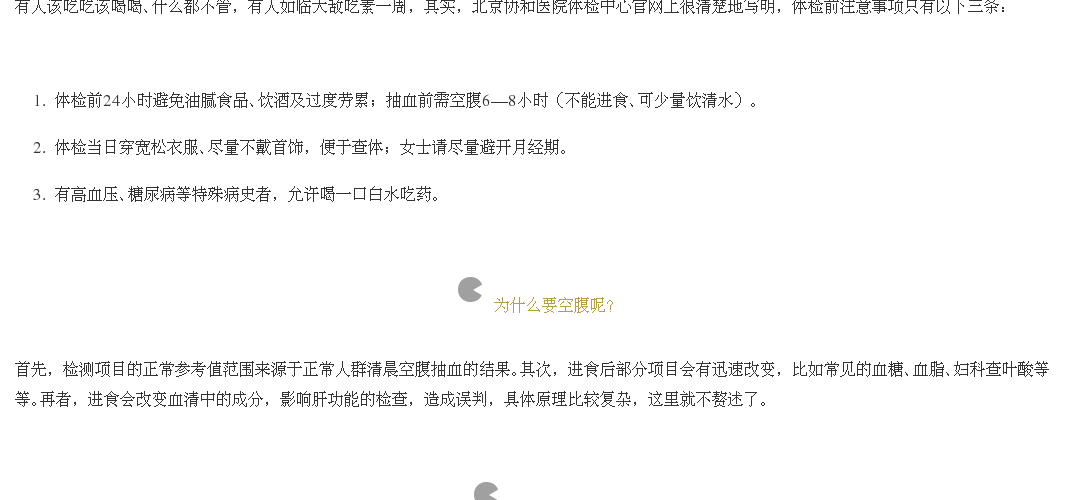 有人该吃吃该喝喝、什么都不管，有人如临大敌吃素一周，其实，北京协和医院体检中心官网上很清楚地写明，体检前注意事项只有以下三条：
1. 体检前24小时避免油腻食品、饮酒及过度劳累；抽血前需空腹6—8小时（不能进食、可少量饮清水）。
2. 体检当日穿宽松衣服、尽量不戴首饰，便于查体；女士请尽量避开月经期。
3. 有高血压、糖尿病等特殊病史者，允许喝一口白水吃药。
为什么要空腹呢?
首先，检测项目的正常参考值范围来源于正常人群清晨空腹抽血的结果。其次，进食后部分项目会有迅速改变，比如常见的血糖、血脂、妇科查叶酸等
等。再者，进食会改变血清中的成分，影响肝功能的检查，造成误判，具体原理比较复杂，这里就不赘述了。